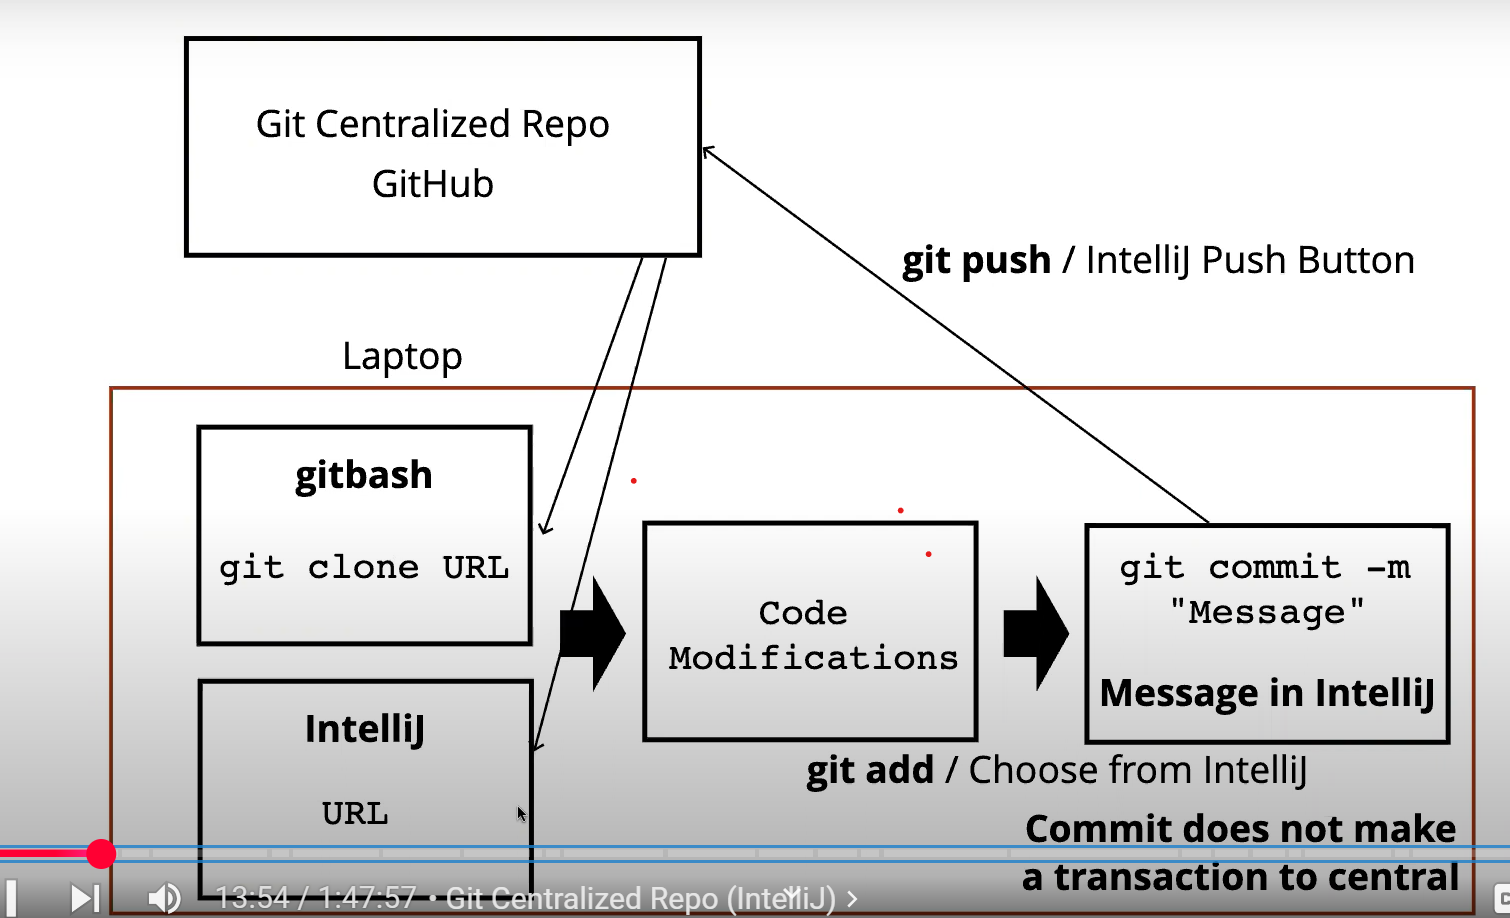 Git Centralized Repo
GitHub
git push / IntelliJ Push Button
Laptop
gitbash
git clone URL
IntelliJ
URL
Code
Modifications
git commit –m
"Message"
Message in IntelliJ
git add / Choose from IntelliJ
Commit does not make
a transaction to central
13:54 / 1:47:57 • Git Centralized Repo (IntelliJ) >